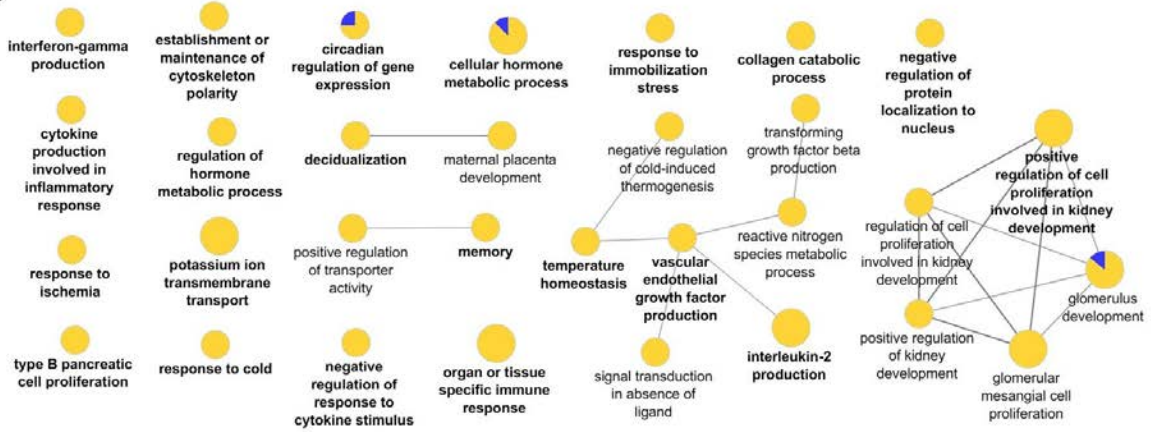 interferon-gamma
production
establishment or
maintenance of
cytoskeleton
polarity
circadian
regulation of gene
expression
cellular hormone
metabolic process
response to
immobilization
stress
collagen catabolic
process
negative
regulation of
protein
localization to
nucleus
cytokine
production
involved in
inflammatory
response
regulation of
hormone
metabolic process
decidualization
maternal placenta
development
negative regulation
of cold-induced
thermogenesis
transforming
growth factor beta
production
positive
regulation of cell
proliferation
involved in kidney
development
response to
ischemia
potassium ion
transmembrane
transport
positive regulation
of transporter
activity
memory
temperature
homeostasis
vascular
endothelial
growth factor
production
reactive nitrogen
species metabolic
process
regulation of cell
proliferation
involved in kidney
development
glomerulus
development
type B pancreatic
cell proliferation
response to cold
negative
regulation of
response to
cytokine stimulus
organ or tissue
specific immune
response
signal transduction
in absence of
ligand
interleukin-2
production
positive regulation
of kidney
development
glomerular
mesangial cell
proliferation